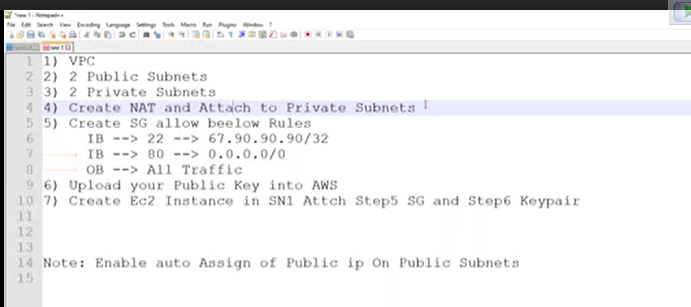 *new 1 - Notepad++
File Edit Search View Encoding Language Settings Tools Macro Run Plugins Window ?
new 1
1 1) VPC
2 2) 2 Public Subnets
3 3) 2 Private Subnets
4 4) Create NAT and Attach to Private Subnets
5 5) Create SG allow beelow Rules
6 IB --> 22 --> 67.90.90.90/32
7 IB --> 80 --> 0.0.0.0/0
8 OB --> All Traffic
9 6) Upload your Public Key into AWS
10 7) Create Ec2 Instance in SN1 Attch Step5 SG and Step6 Keypair
11
12
13
14 Note: Enable auto Assign of Public ip On Public Subnets
15